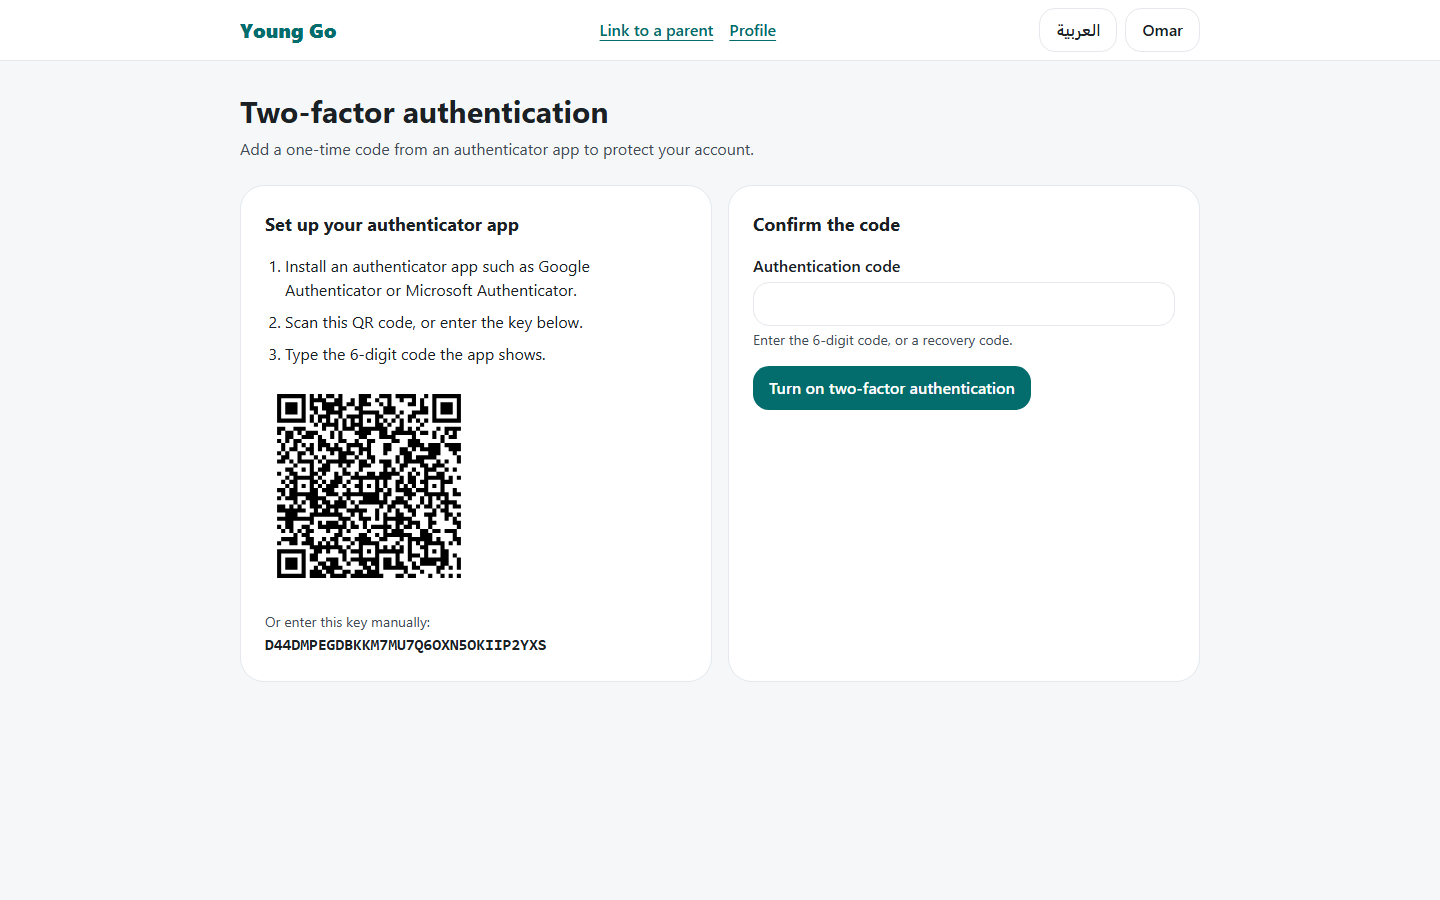 Young Go
Link to a parent
Profile
العربية
Omar
Two-factor authentication
Add a one-time code from an authenticator app to protect your account.
Set up your authenticator app
1. Install an authenticator app such as Google
Authenticator or Microsoft Authenticator.
2. Scan this QR code, or enter the key below.
3. Type the 6-digit code the app shows.
Or enter this key manually:
D44DMPEGDBKKM7MU7Q6OXN5OKIIP2YXS
Confirm the code
Authentication code
Enter the 6-digit code, or a recovery code.
Turn on two-factor authentication